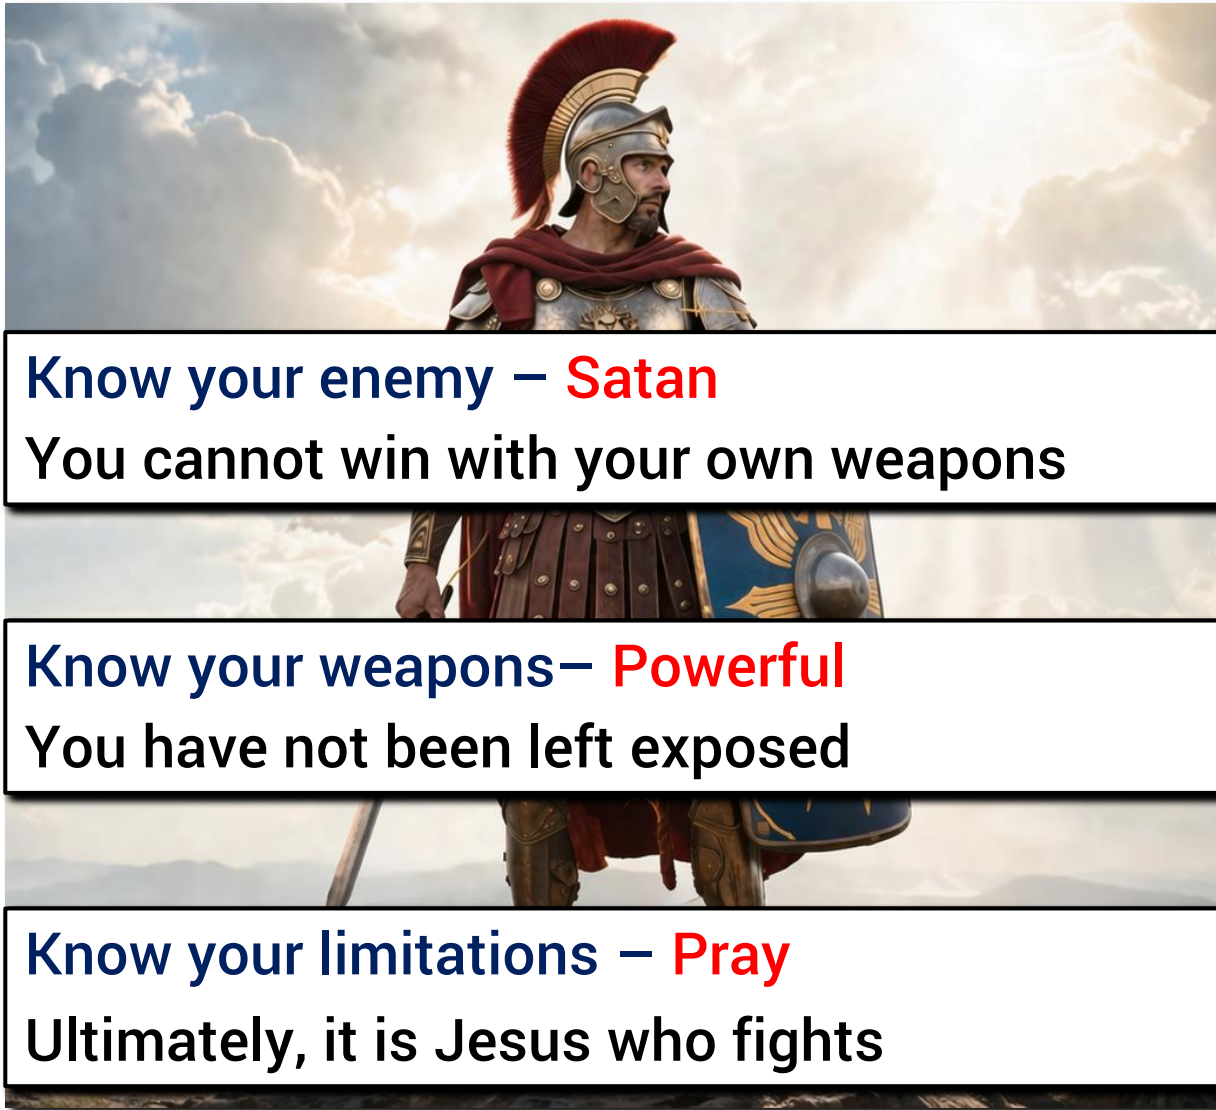 Know your enemy – Satan
You cannot win with your own weapons
Know your weapons– Powerful
You have not been left exposed
Know your limitations – Pray
Ultimately, it is Jesus who fights